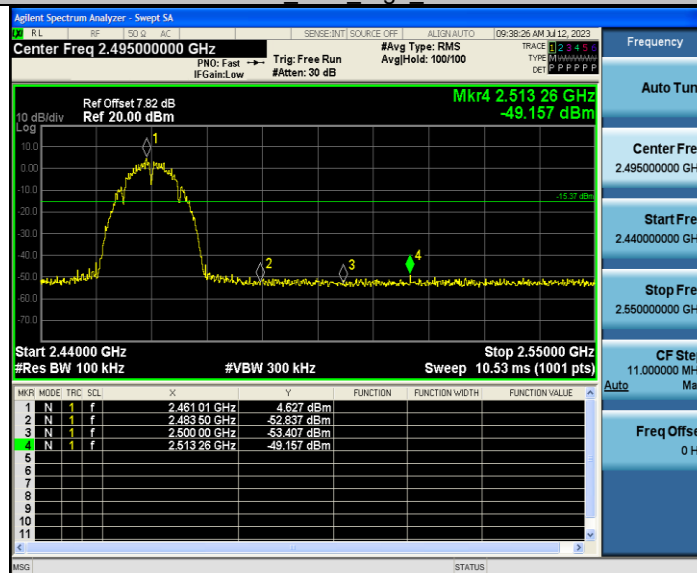 Agilent Spectrum Analyzer - Swept SA
RL RF 50 Ω AC SENSE:INT SOURCE OFF ALIGNAUTO 09:38:26 AM Jul 12, 2023
Center Freq 2.495000000 GHz
#Avg Type: RMS
TRACE 1 2 3 4 5 6
Frequency
PNO: Fast Trig: Free Run Avg|Hold: 100/100
TYPE M
IFGain:Low #Atten: 30 dB
DET P P P P P P
Auto Tun
Mkr4 2.513 26 GHz
-49.157 dBm
Ref Offset 7.82 dB
10 dB/div Ref 20.00 dBm
Log
10.0
0.00
-10.0
-20.0
-30.0
-40.0
-50.0
-60.0
-70.0
1
2
3
4
-15.37 dBm
Center Fre
2.495000000 GH
Start Fre
2.440000000 GH
Stop Fre
2.550000000 GH
Start 2.44000 GHz Stop 2.55000 GHz
#Res BW 100 kHz #VBW 300 kHz Sweep 10.53 ms (1001 pts)
CF Ste
11.000000 MH
Auto Ma
MKR MODE TRC SCL X Y FUNCTION FUNCTION WIDTH FUNCTION VALUE
1 N 1 f 2.461 01 GHz 4.627 dBm
2 N 1 f 2.483 50 GHz -52.837 dBm
3 N 1 f 2.500 00 GHz -53.407 dBm
4 N 1 f 2.513 26 GHz -49.157 dBm
5
6
7
8
9
10
11
Freq Offse
0 H
MSG STATUS